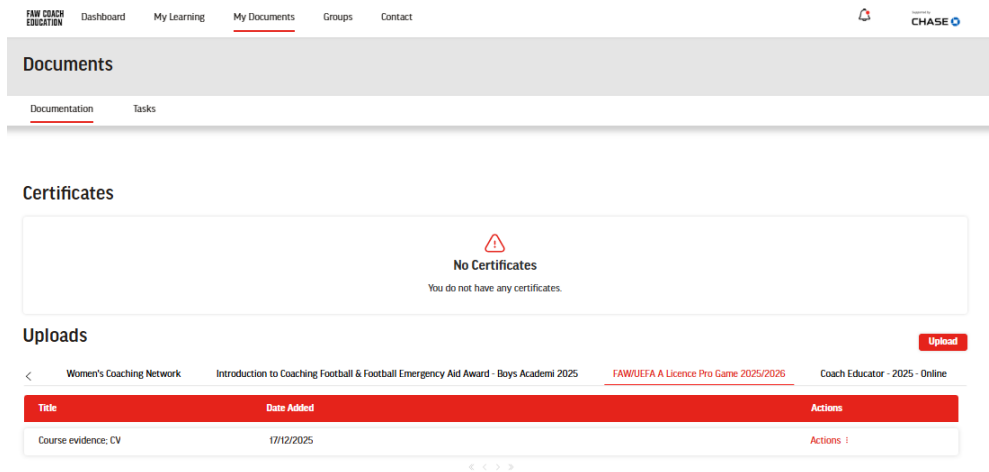 FAW COACH EDUCATION Dashboard My Learning My Documents Groups Contact
supported by
CHASE
Documents
Documentation Tasks
Certificates
No Certificates
You do not have any certificates.
Uploads
Upload
Women's Coaching Network Introduction to Coaching Football & Football Emergency Aid Award - Boys Academi 2025 FAW/UEFA A Licence Pro Game 2025/2026 Coach Educator - 2025 - Online
Title Date Added Actions
Course evidence; CV 17/12/2025 Actions